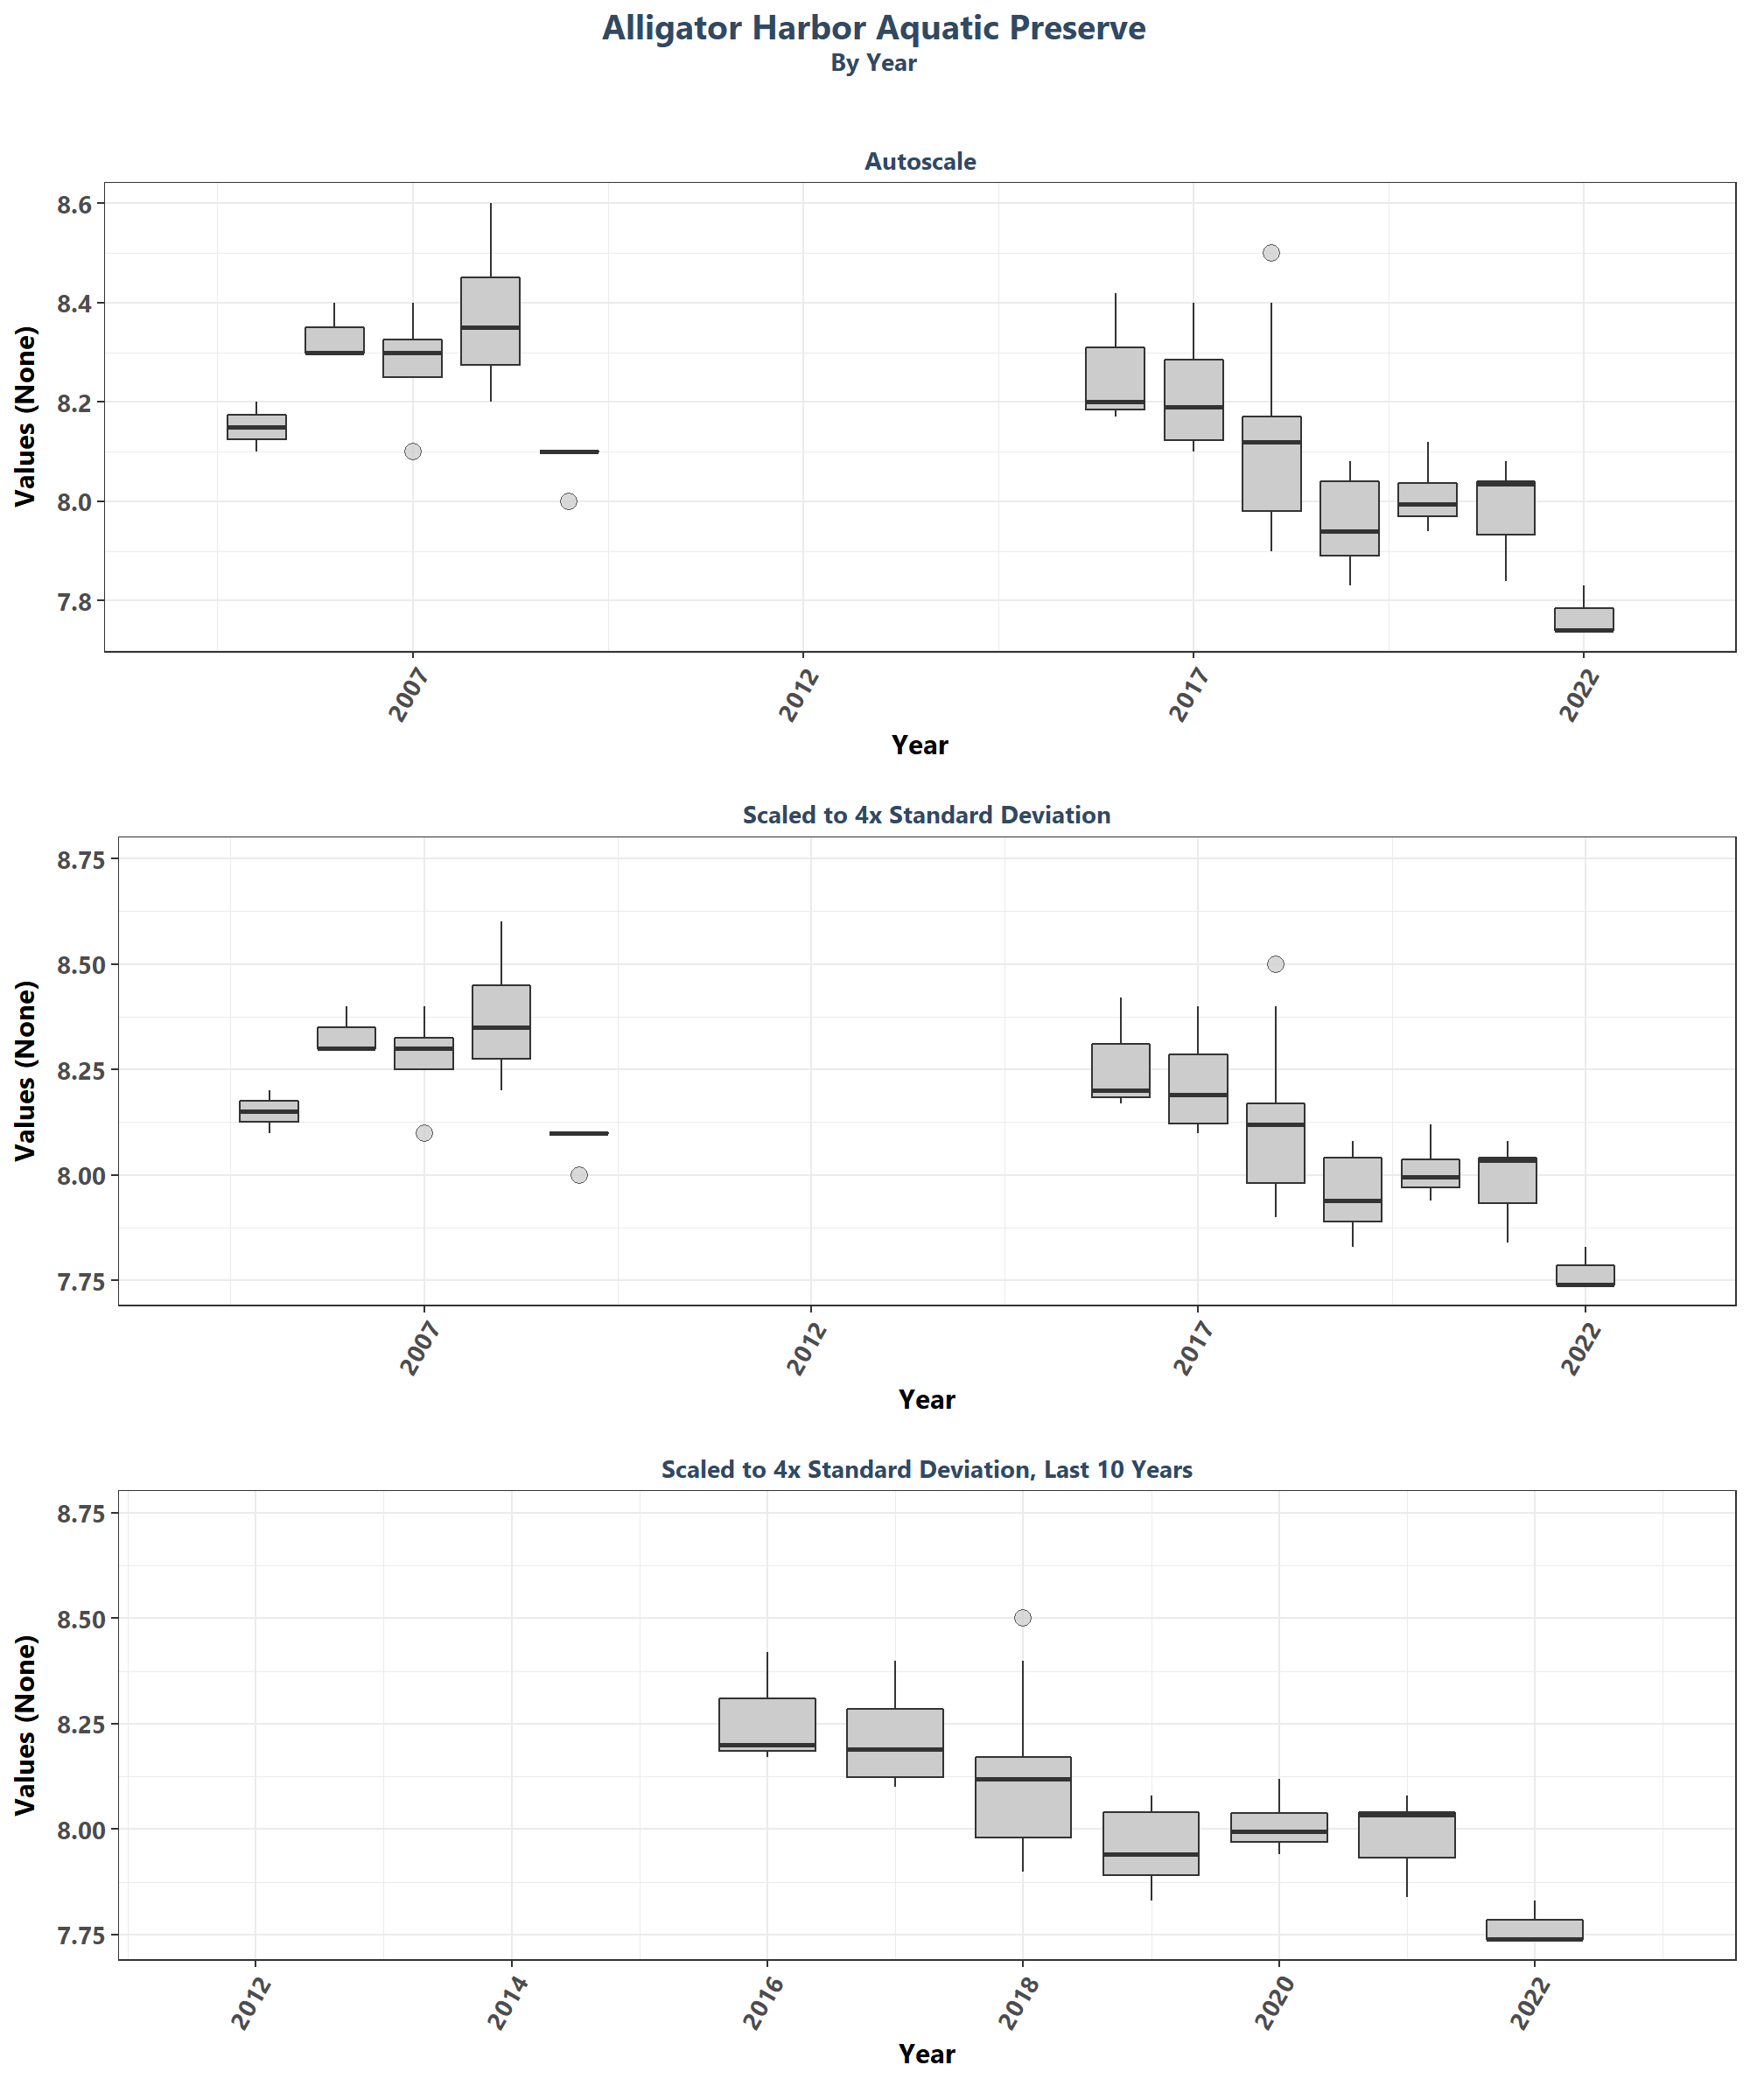 Alligator Harbor Aquatic Preserve
By Year
Autoscale
Values (None)
8.6
8.4
8.2
8.0
7.8
2007
2012
2017
2022
Year
Scaled to 4x Standard Deviation
Values (None)
8.75
8.50
8.25
8.00
7.75
2007
2012
2017
2022
Year
Scaled to 4x Standard Deviation, Last 10 Years
Values (None)
8.75
8.50
8.25
8.00
7.75
2012
2014
2016
2018
2020
2022
Year